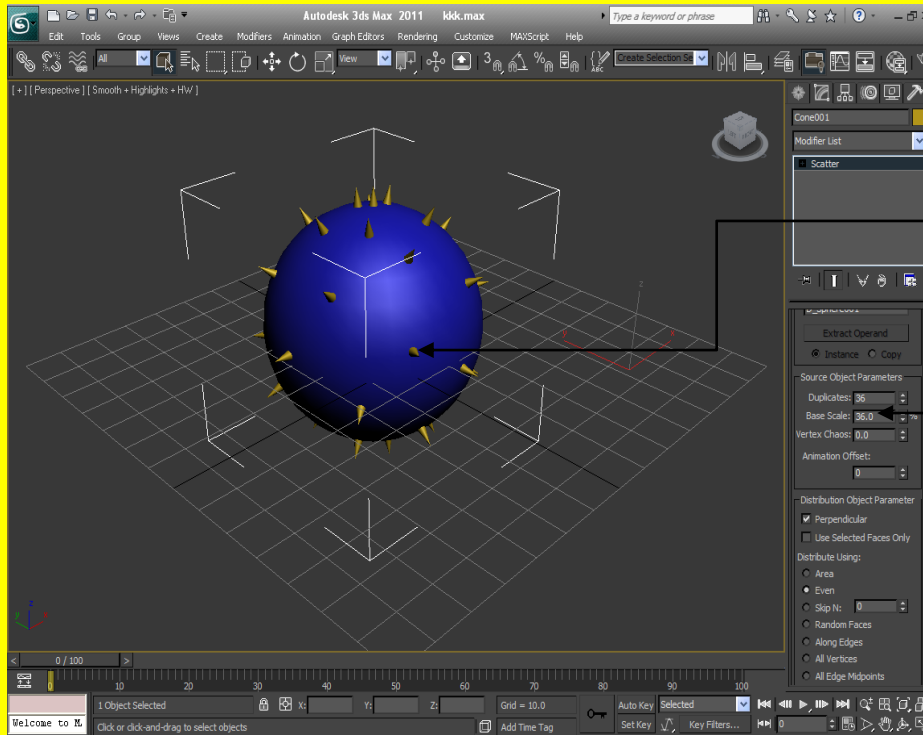 Autodesk 3ds Max 2011 kkk.max
Type a keyword or phrase
Edit Tools Group Views Create Modifiers Animation Graph Editors Rendering Customize MAXScript Help
All
View
Create Selection Se
[ + ] [ Perspective ] [ Smooth + Highlights + HW ]
Cone001
Modifier List
Scatter
Extract Operand
Instance Copy
Source Object Parameters
Duplicates: 36
Base Scale: 36.0 %
Vertex Chaos: 0.0
Animation Offset:
0
Distribution Object Parameter
Perpendicular
Use Selected Faces Only
Distribute Using:
Area
Even
Skip N: 0
Random Faces
Along Edges
All Vertices
All Edge Midpoints
z
x
z
y
x
< 0 / 100 >
0 10 20 30 40 50 60 70 80 90 100
1 Object Selected X: Y: Z: Grid = 10.0 Auto Key Selected
Welcome to M Click or click-and-drag to select objects Add Time Tag Set Key Key Filters... 0